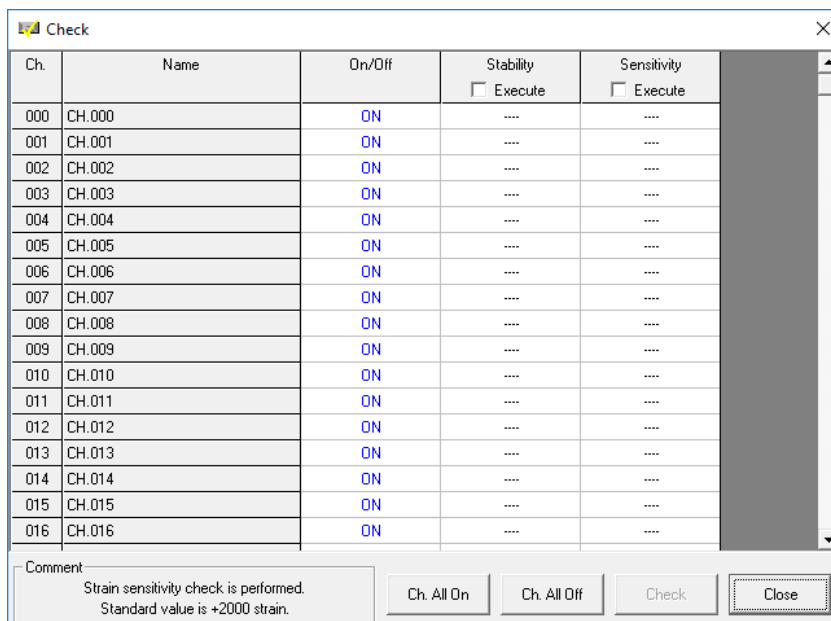 Check
Ch. Name On/Off Stability Sensitivity
Execute Execute
000 CH.000 ON ---- ----
001 CH.001 ON ---- ----
002 CH.002 ON ---- ----
003 CH.003 ON ---- ----
004 CH.004 ON ---- ----
005 CH.005 ON ---- ----
006 CH.006 ON ---- ----
007 CH.007 ON ---- ----
008 CH.008 ON ---- ----
009 CH.009 ON ---- ----
010 CH.010 ON ---- ----
011 CH.011 ON ---- ----
012 CH.012 ON ---- ----
013 CH.013 ON ---- ----
014 CH.014 ON ---- ----
015 CH.015 ON ---- ----
016 CH.016 ON ---- ----
Comment
Strain sensitivity check is performed.
Standard value is +2000 strain.
Ch. All On Ch. All Off Check Close